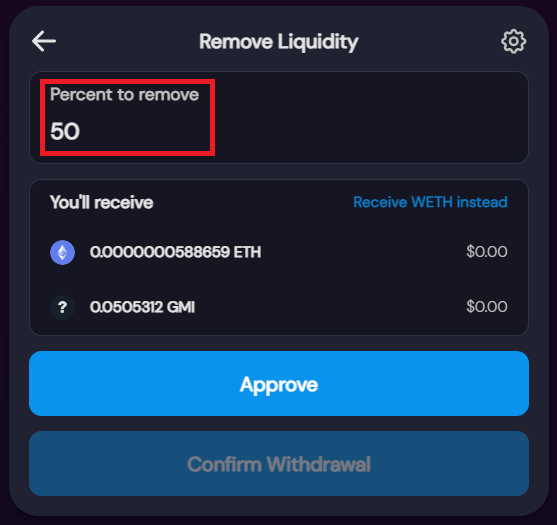 Remove Liquidity
Percent to remove
50
You'll receive
Receive WETH instead
0.0000000588659 ETH
$0.00
?
0.0505312 GMI
$0.00
Approve
Confirm Withdrawal